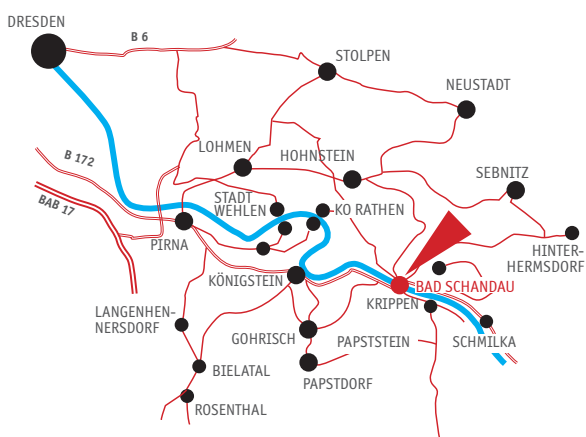 DRESDEN
B 6
STOLPEN
NEUSTADT
B 172
LOHMEN
HOHNSTEIN
SEBNITZ
BAB 17
STADT
WEHLEN
KO RATHEN
PIRNA
HINTER-
HERMSDORF
KÖNIGSTEIN
BAD SCHANDAU
KRIPPEN
LANGENHEN-
NERSDORF
GOHRISCH
PAPSTSTEIN
SCHMILKA
BIELATAL
PAPSTDORF
ROSENTHAL